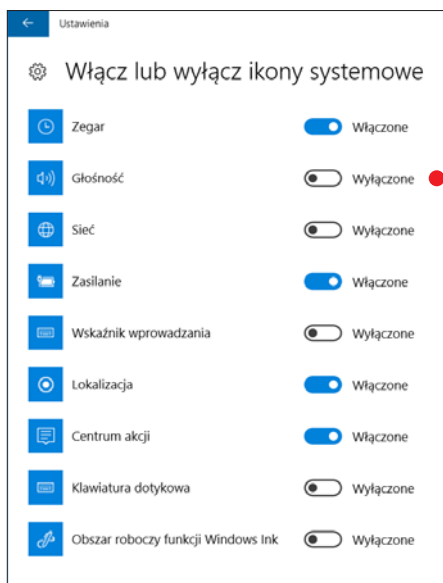 Ustawienia
Włącz lub wyłącz ikony systemowe
Zegar Włączone
Głośność Wyłączone
Sieć Wyłączone
Zasilanie Włączone
Wskaźnik wprowadzania Wyłączone
Lokalizacja Włączone
Centrum akcji Włączone
Klawiatura dotykowa Wyłączone
Obszar roboczy funkcji Windows Ink Wyłączone